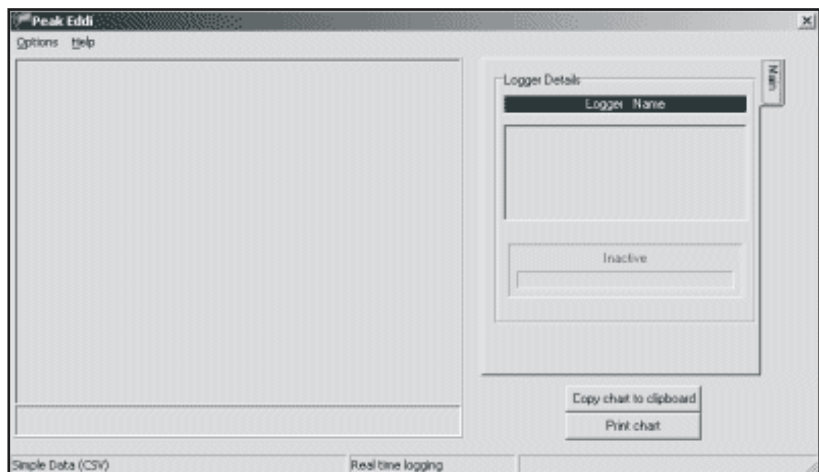 Peak Eddi
Options Help
Main
Logger Details
Logger Name
Inactive
Copy chart to clipboard
Print chart
Simple Data (CSV) Real time logging